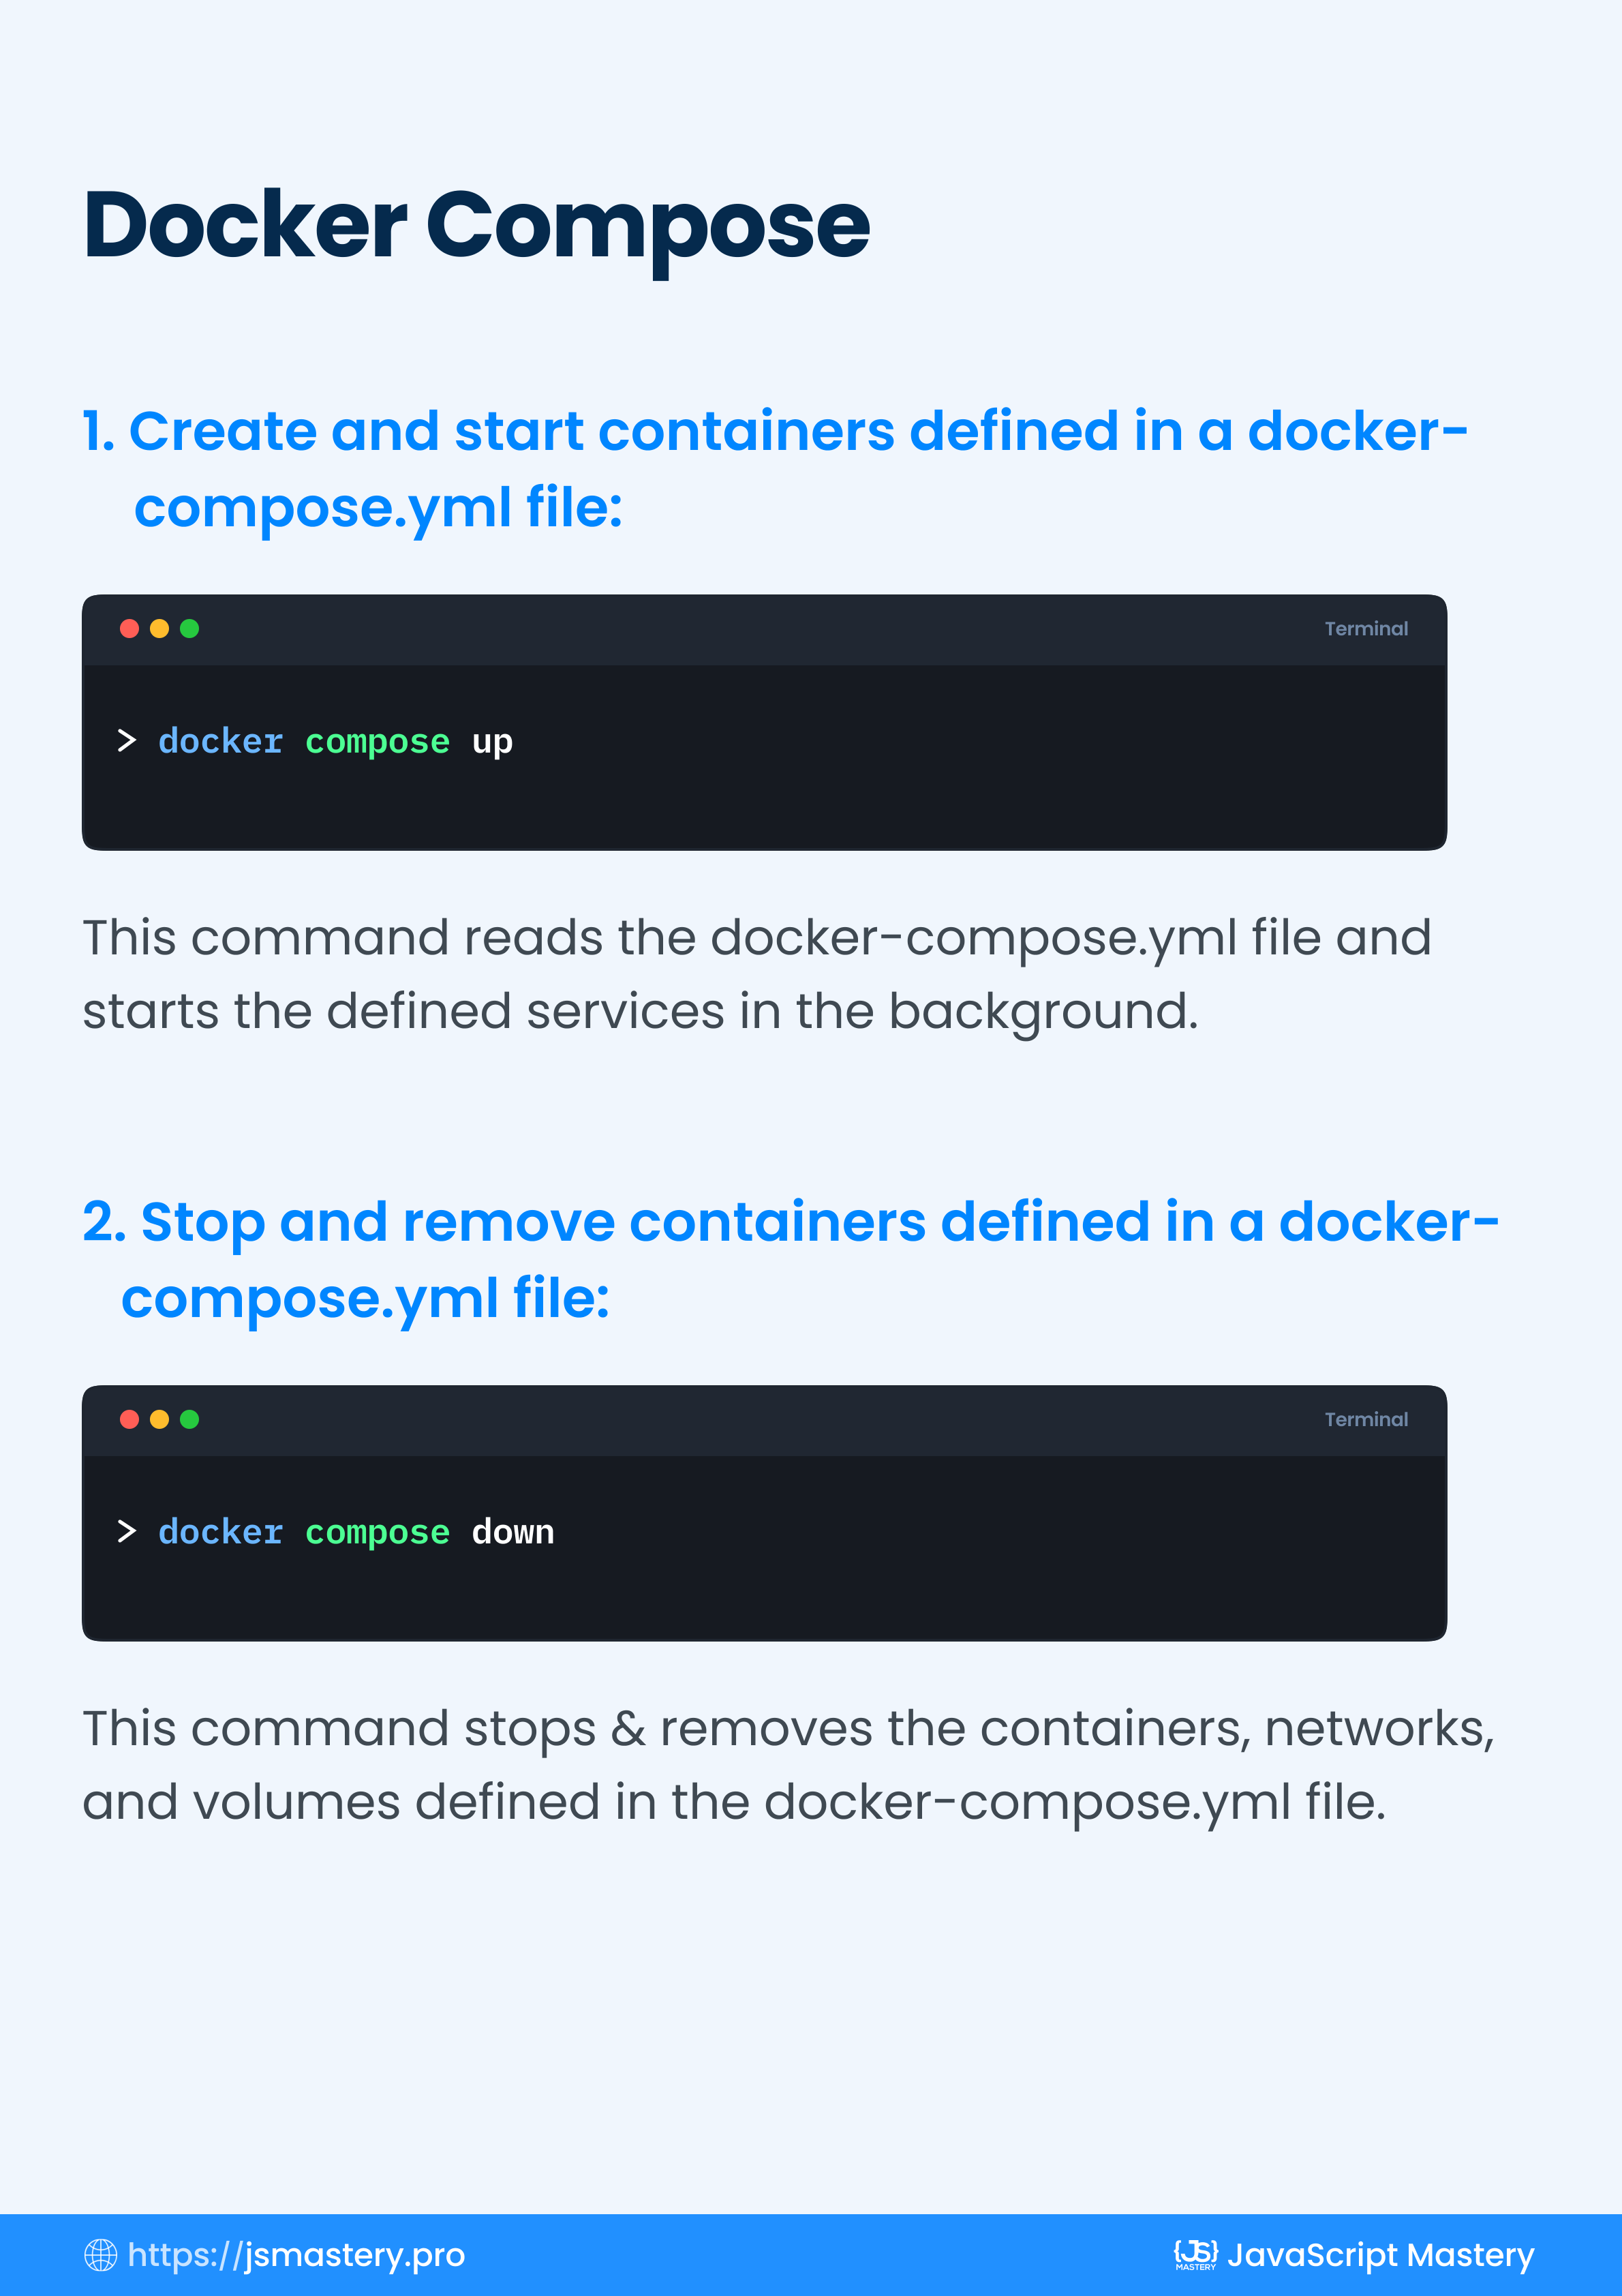 Docker Compose
1. Create and start containers defined in a docker-
compose.yml file:
Terminal
> docker compose up
This command reads the docker-compose.yml file and
starts the defined services in the background.
2. Stop and remove containers defined in a docker-
compose.yml file:
Terminal
> docker compose down
This command stops & removes the containers, networks,
and volumes defined in the docker-compose.yml file.
https://jsmastery.pro
{JS}
MASTERY
JavaScript Mastery